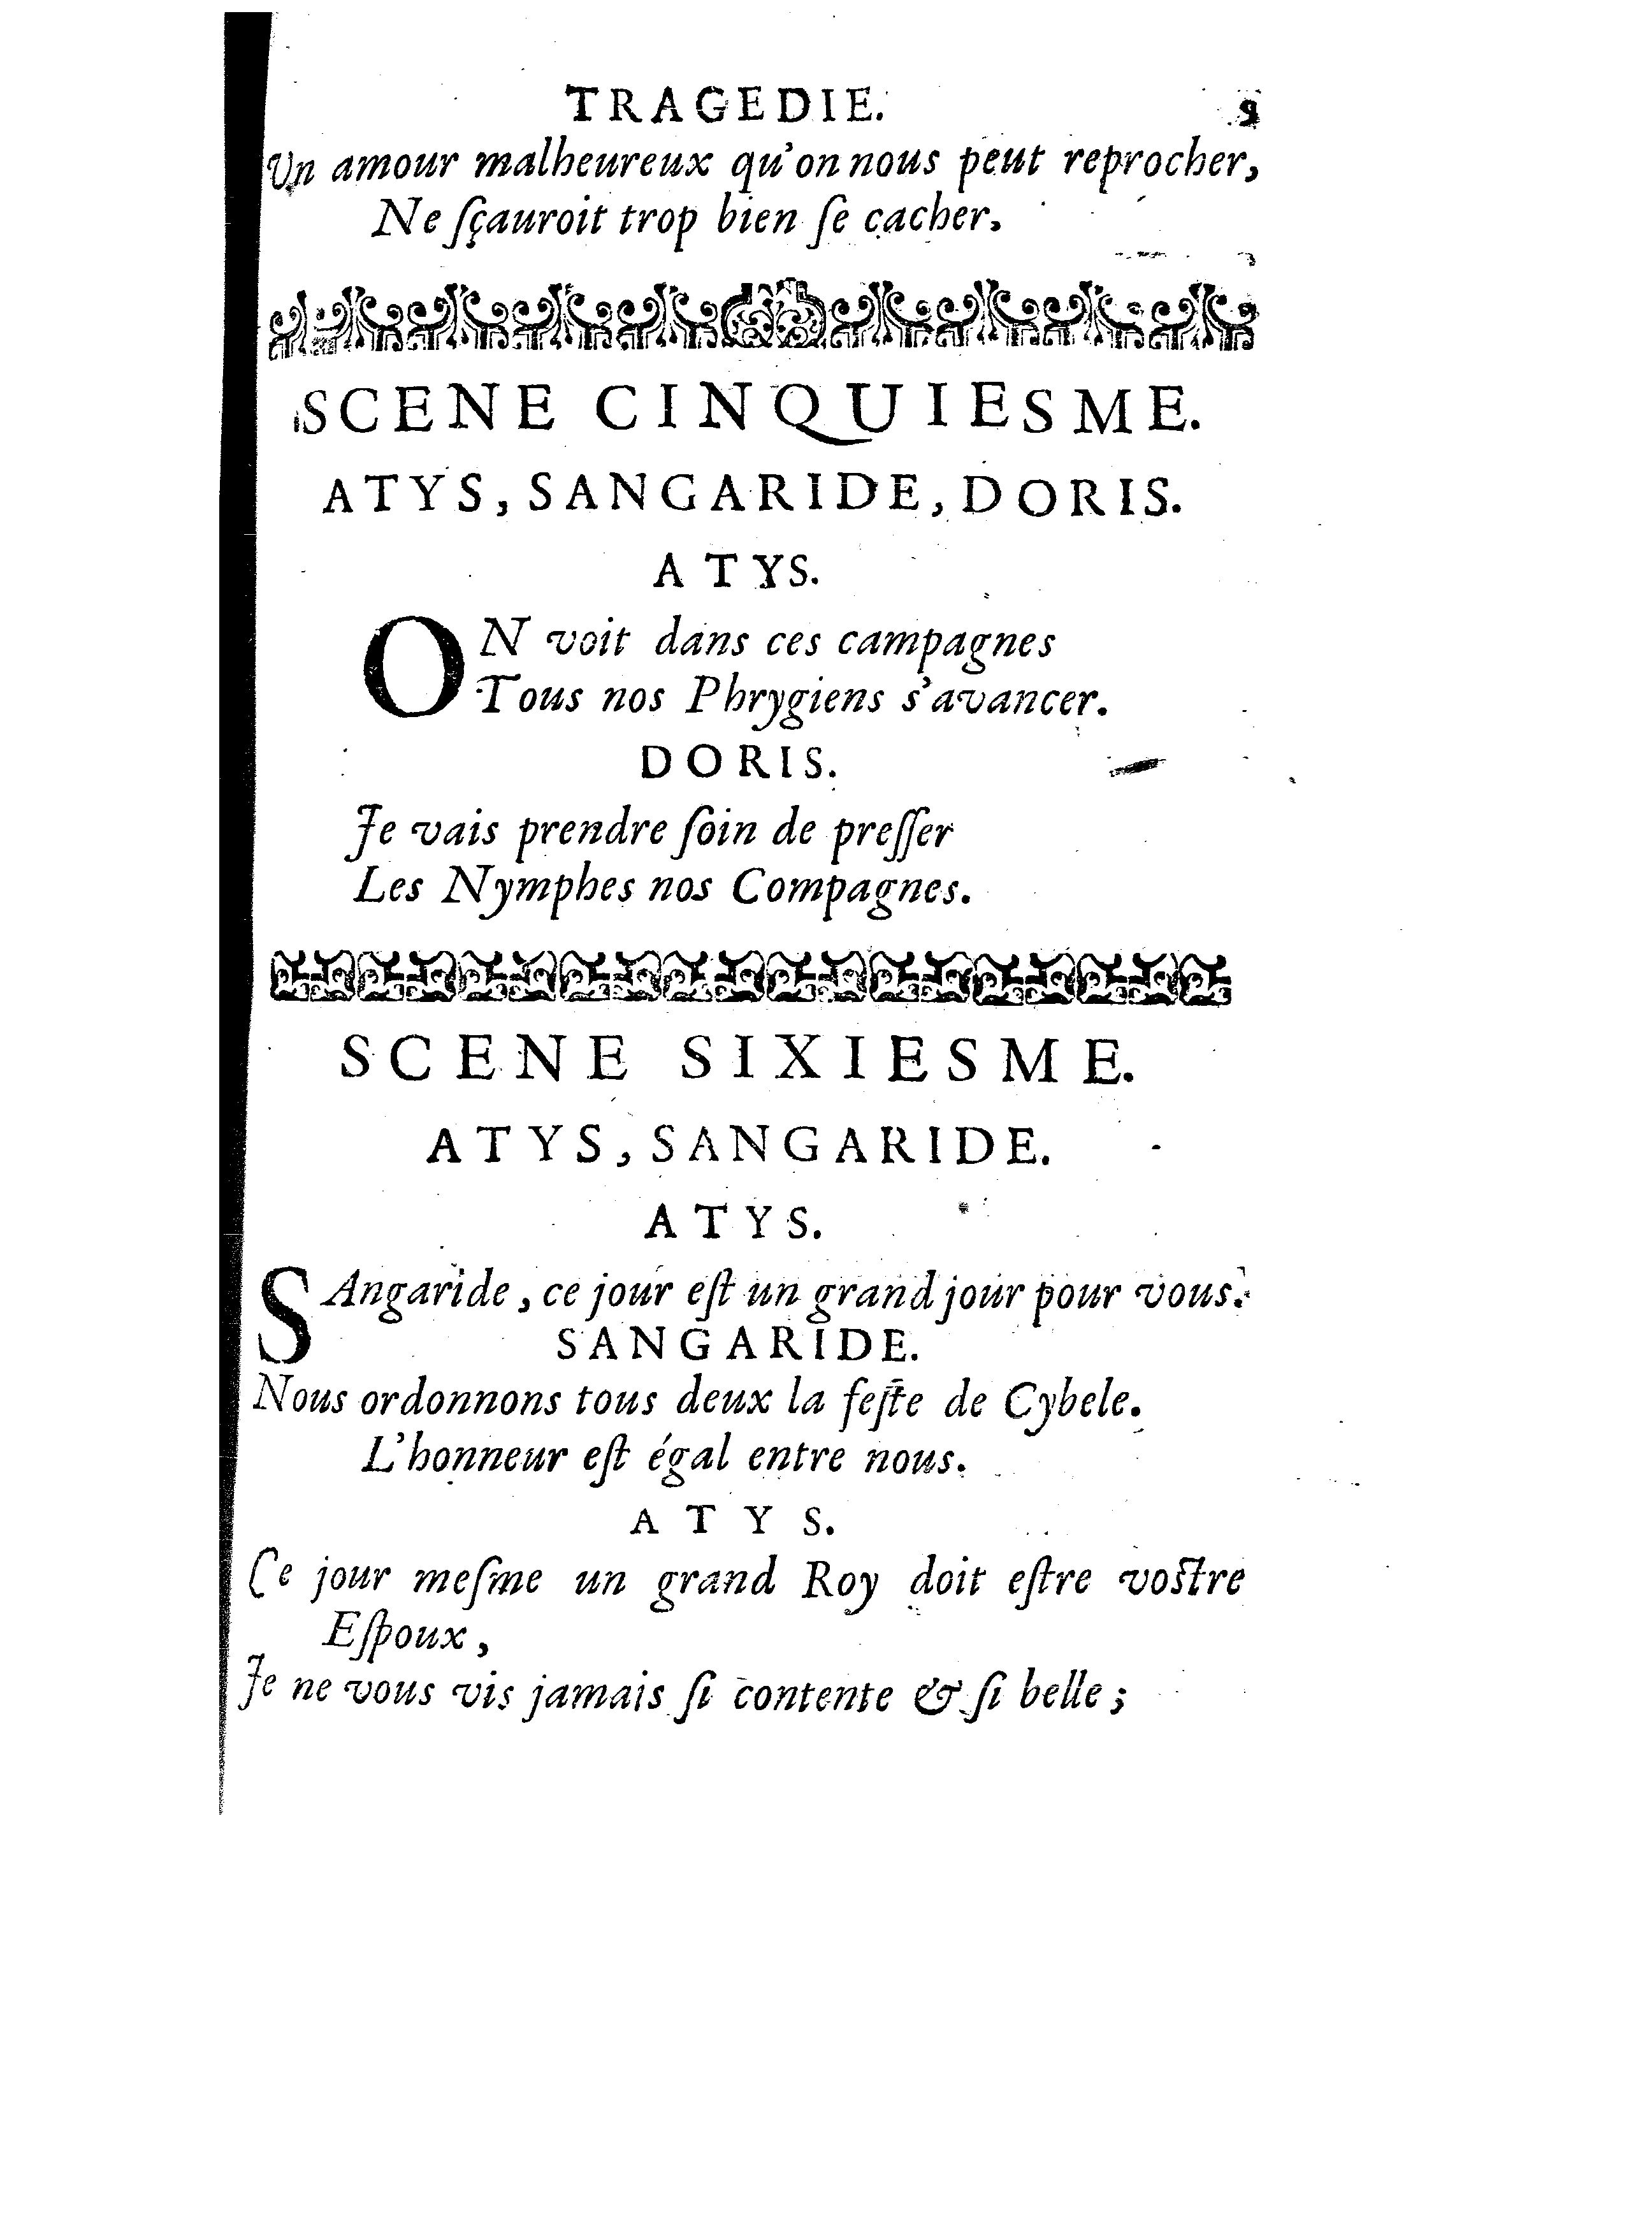 TRAGEDIE. 9
Un amour malheureux qu'on nous peut reprocher,
Ne ſçauroit trop bien ſe cacher.
SCENE CINQUIESME.
ATYS, SANGARIDE, DORIS.
ATYS.
ON voit dans ces campagnes
Tous nos Phrygiens s'avancer.
DORIS.
Je vais prendre ſoin de preſſer
Les Nymphes nos Compagnes.
SCENE SIXIESME.
ATYS, SANGARIDE.
ATYS.
SAngaride, ce jour eſt un grand jour pour vous.
SANGARIDE.
Nous ordonnons tous deux la feſte de Cybele.
L'honneur eſt égal entre nous.
ATYS.
Ce jour meſme un grand Roy doit eſtre voſtre
Eſpoux,
Je ne vous vis jamais ſi contente & ſi belle;